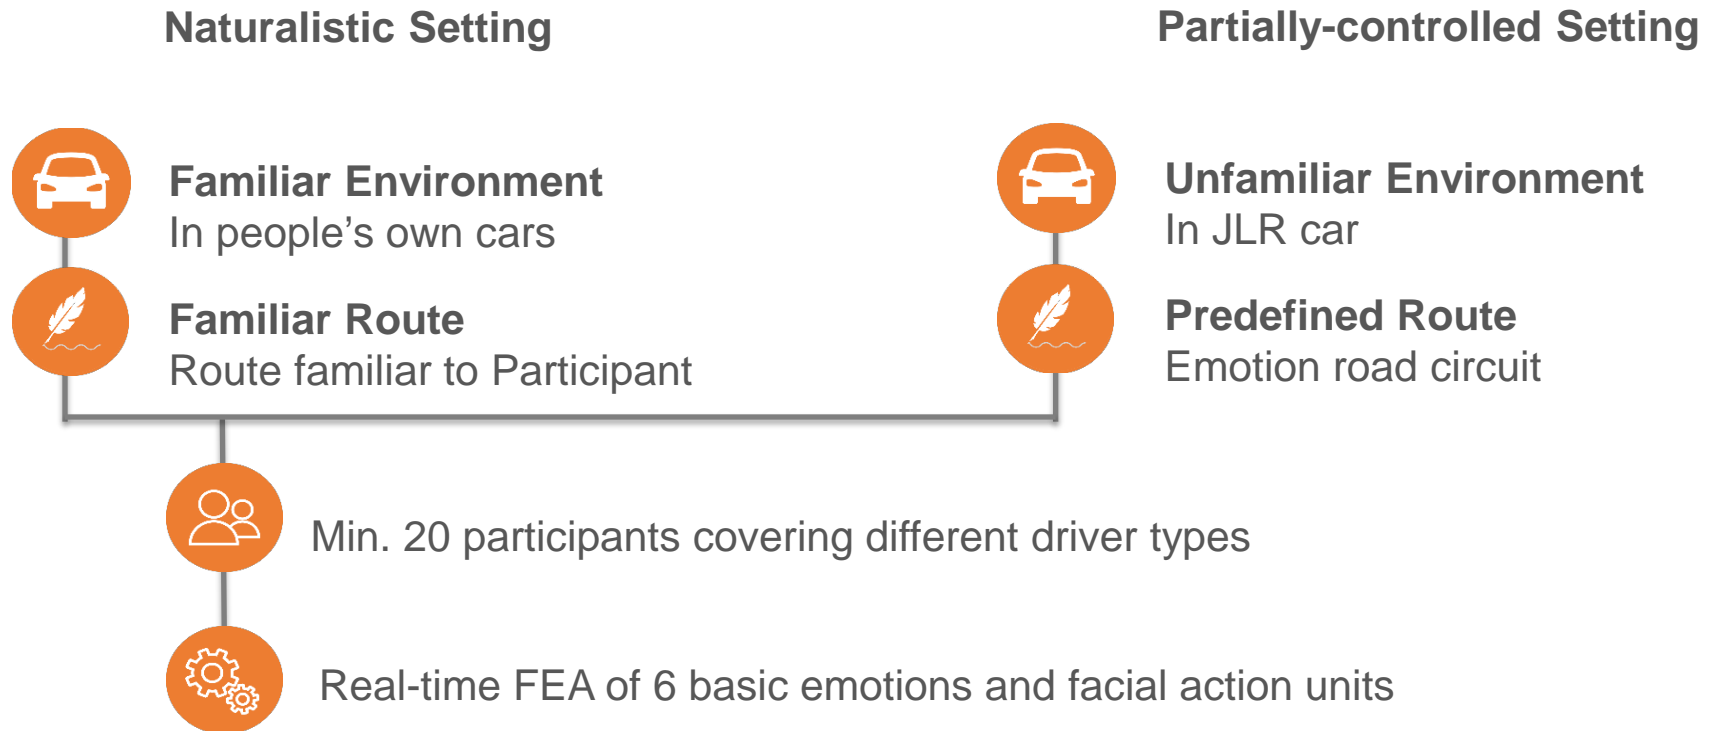 Naturalistic Setting
Partially-controlled Setting
Familiar Environment
In people’s own cars
Unfamiliar Environment
In JLR car
Familiar Route
Route familiar to Participant
Predefined Route
Emotion road circuit
Min. 20 participants covering different driver types
Real-time FEA of 6 basic emotions and facial action units